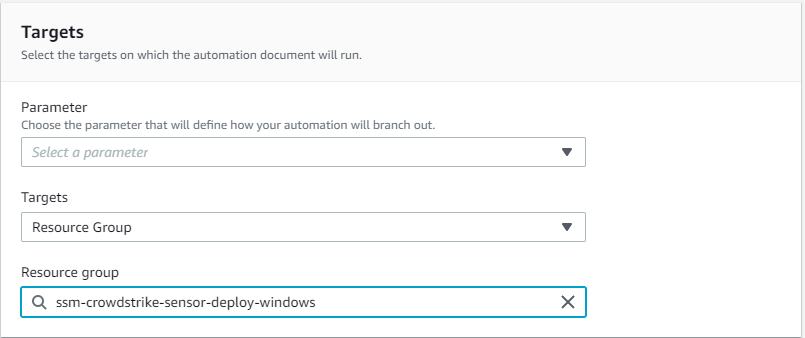 Targets
Select the targets on which the automation document will run.
Parameter
Choose the parameter that will define how your automation will branch out.
Select a parameter
Targets
Resource Group
Resource group
ssm-crowdstrike-sensor-deploy-windows